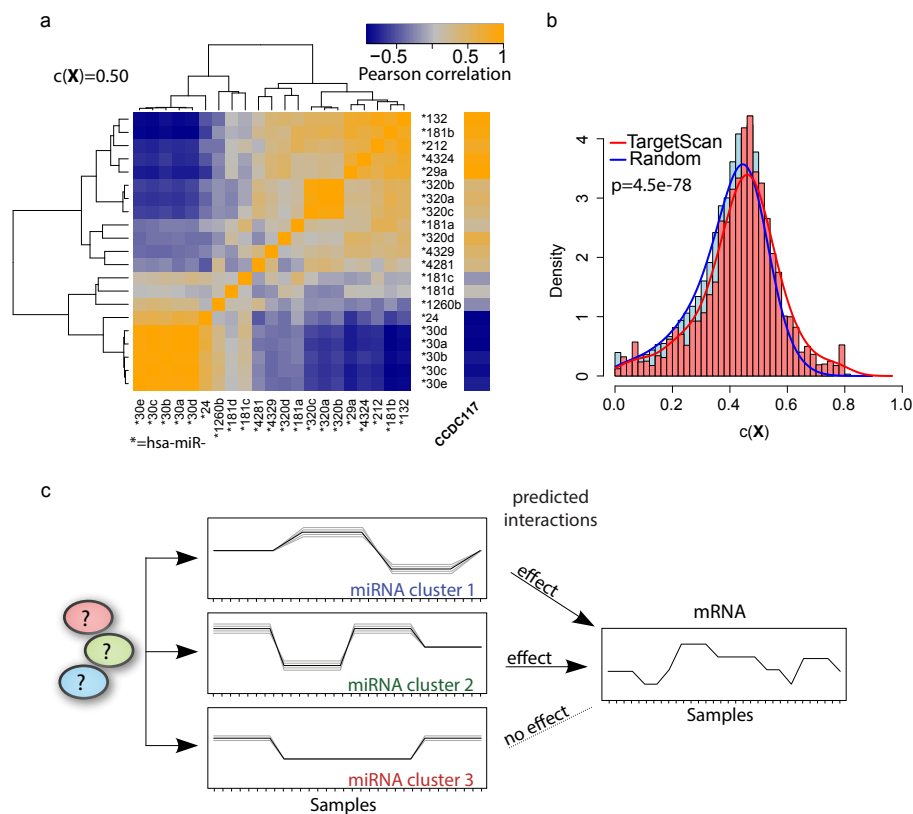 a
c(X)=0.50
−0.5 0 0.5 1
Pearson correlation
*132
*181b
*212
*4324
*29a
*320b
*320a
*320c
*181a
*320d
*4329
*4281
*181c
*181d
*1260b
*24
*30d
*30a
*30b
*30c
*30e
*30e *30c *30b *30a *30d *24 *1260b *181d *181c *4281 *4329 *320d *181a *320c *320a *320b *29a *4324 *212 *181b *132
CCDC117
*=hsa-miR-
b
TargetScan
Random
p=4.5e-78
Density
4
3
2
1
0
0.0 0.2 0.4 0.6 0.8 1.0
c(X)
c
predicted
interactions
miRNA cluster 1
effect
?
?
?
miRNA cluster 2
effect
mRNA
Samples
miRNA cluster 3
no effect
Samples